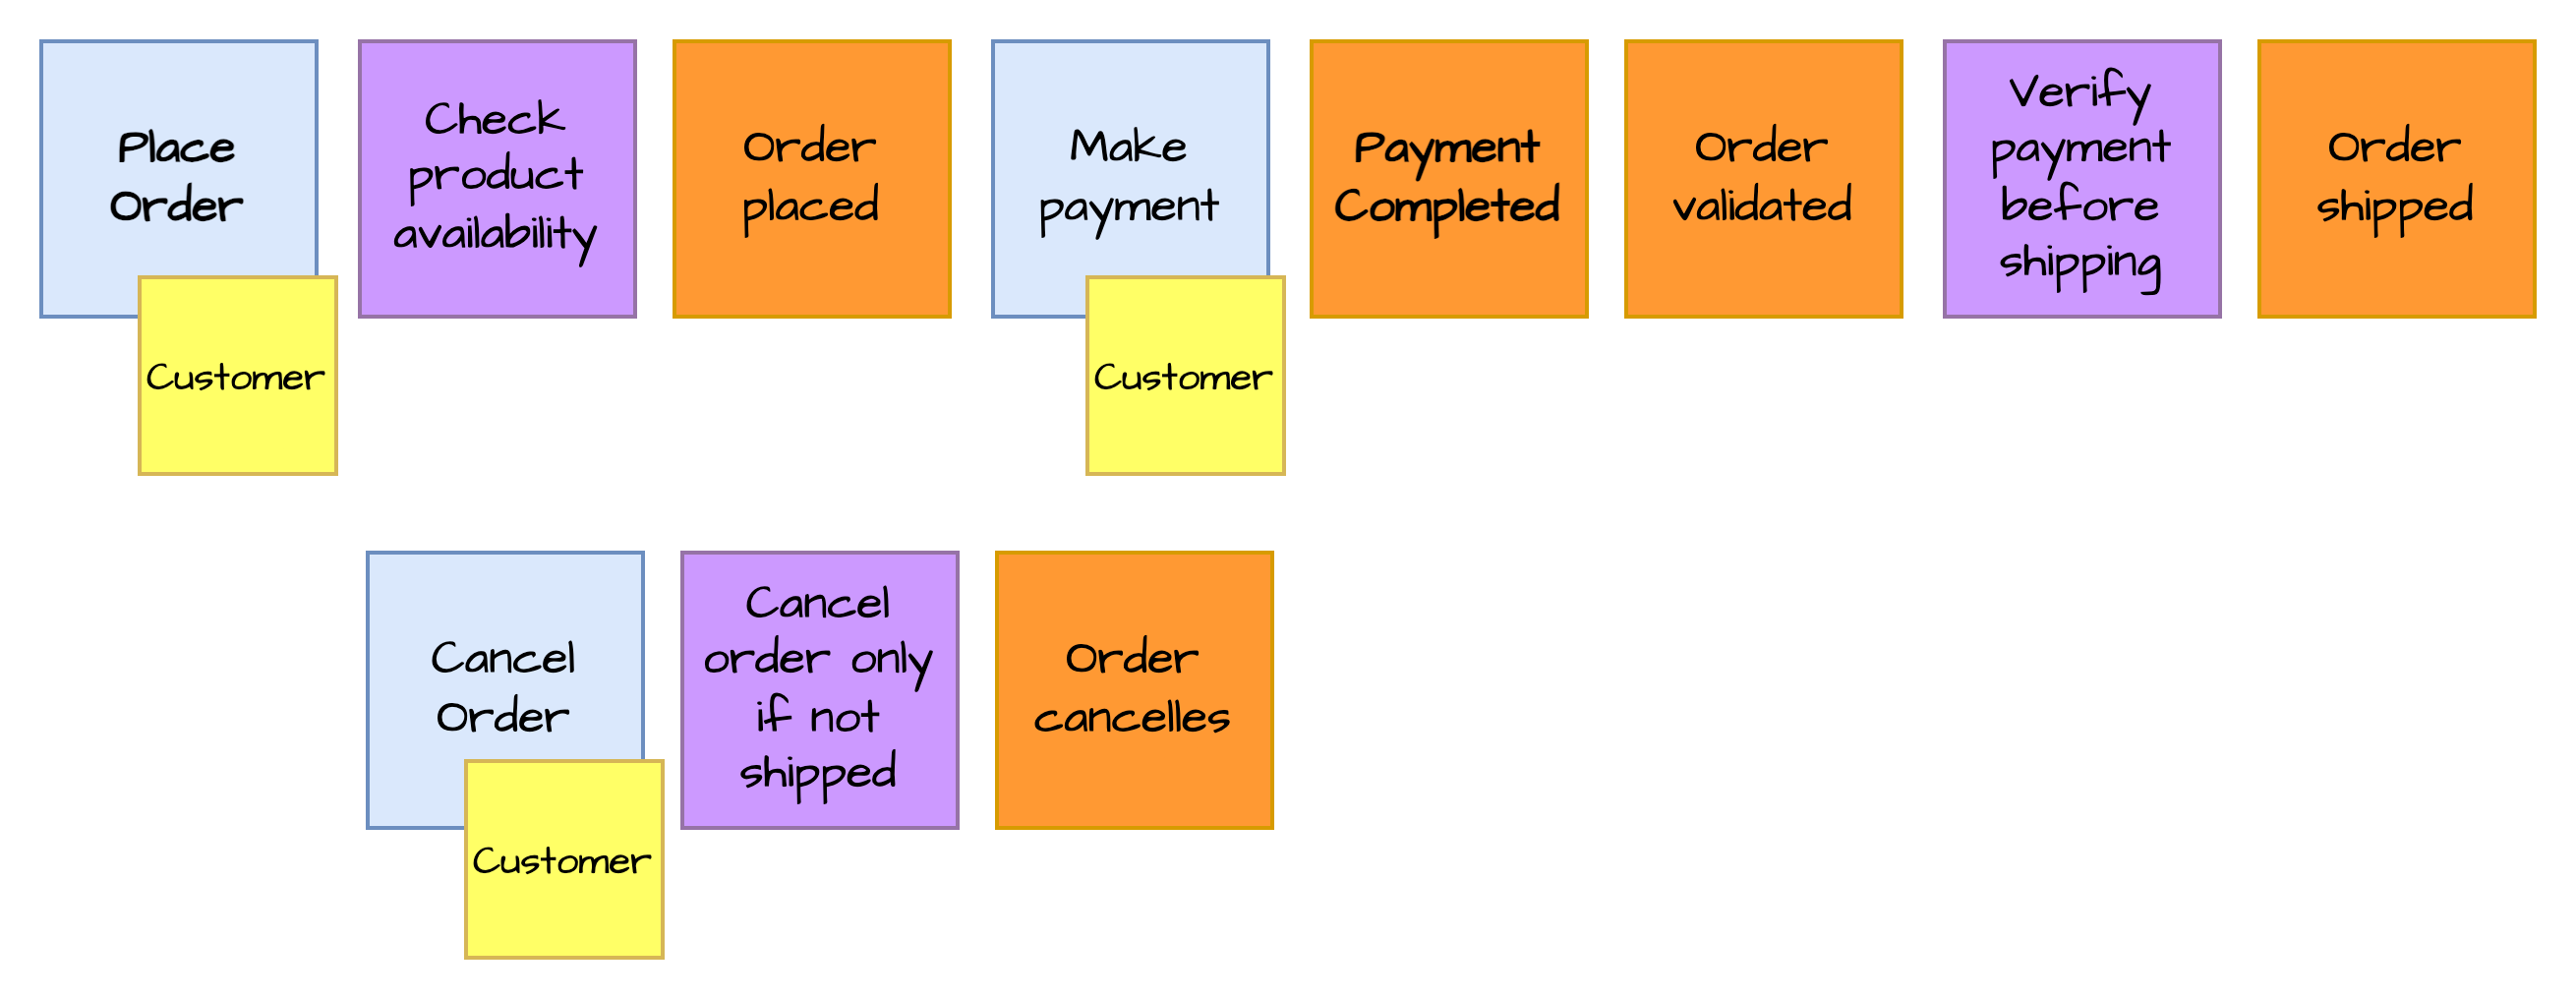 Place
Order
Customer
Check
product
availability
Order
placed
Make
payment
Customer
Payment
Completed
Order
validated
Verify
payment
before
shipping
Order
shipped
Cancel
Order
Customer
Cancel
order only
if not
shipped
Order
cancelles